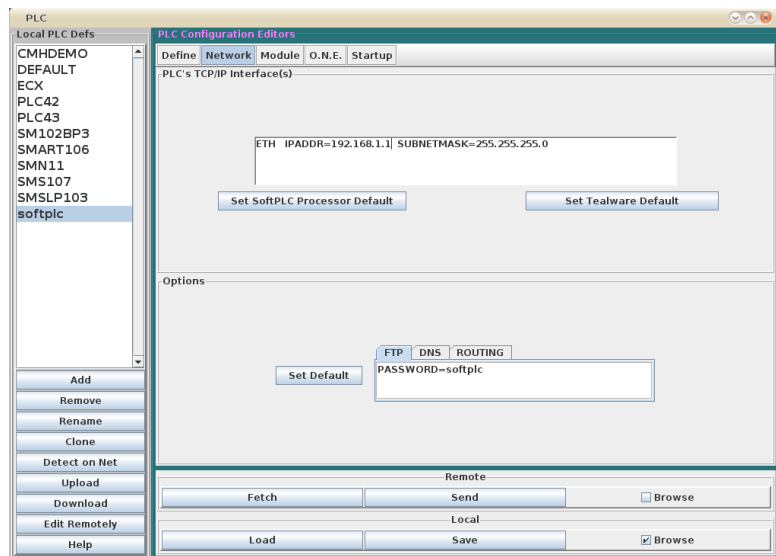 PLC
Local PLC Defs
CMHDEMO
DEFAULT
ECX
PLC42
PLC43
SM102BP3
SMART106
SMN11
SMS107
SMSLP103
softplc
Add
Remove
Rename
Clone
Detect on Net
Upload
Download
Edit Remotely
Help
PLC Configuration Editors
Define Network Module O.N.E. Startup
PLC's TCP/IP Interface(s)
ETH IPADDR=192.168.1.1 SUBNETMASK=255.255.255.0
Set SoftPLC Processor Default Set Tealware Default
Options
FTP DNS ROUTING
Set Default
PASSWORD=softplc
Remote
Fetch Send Browse
Local
Load Save Browse